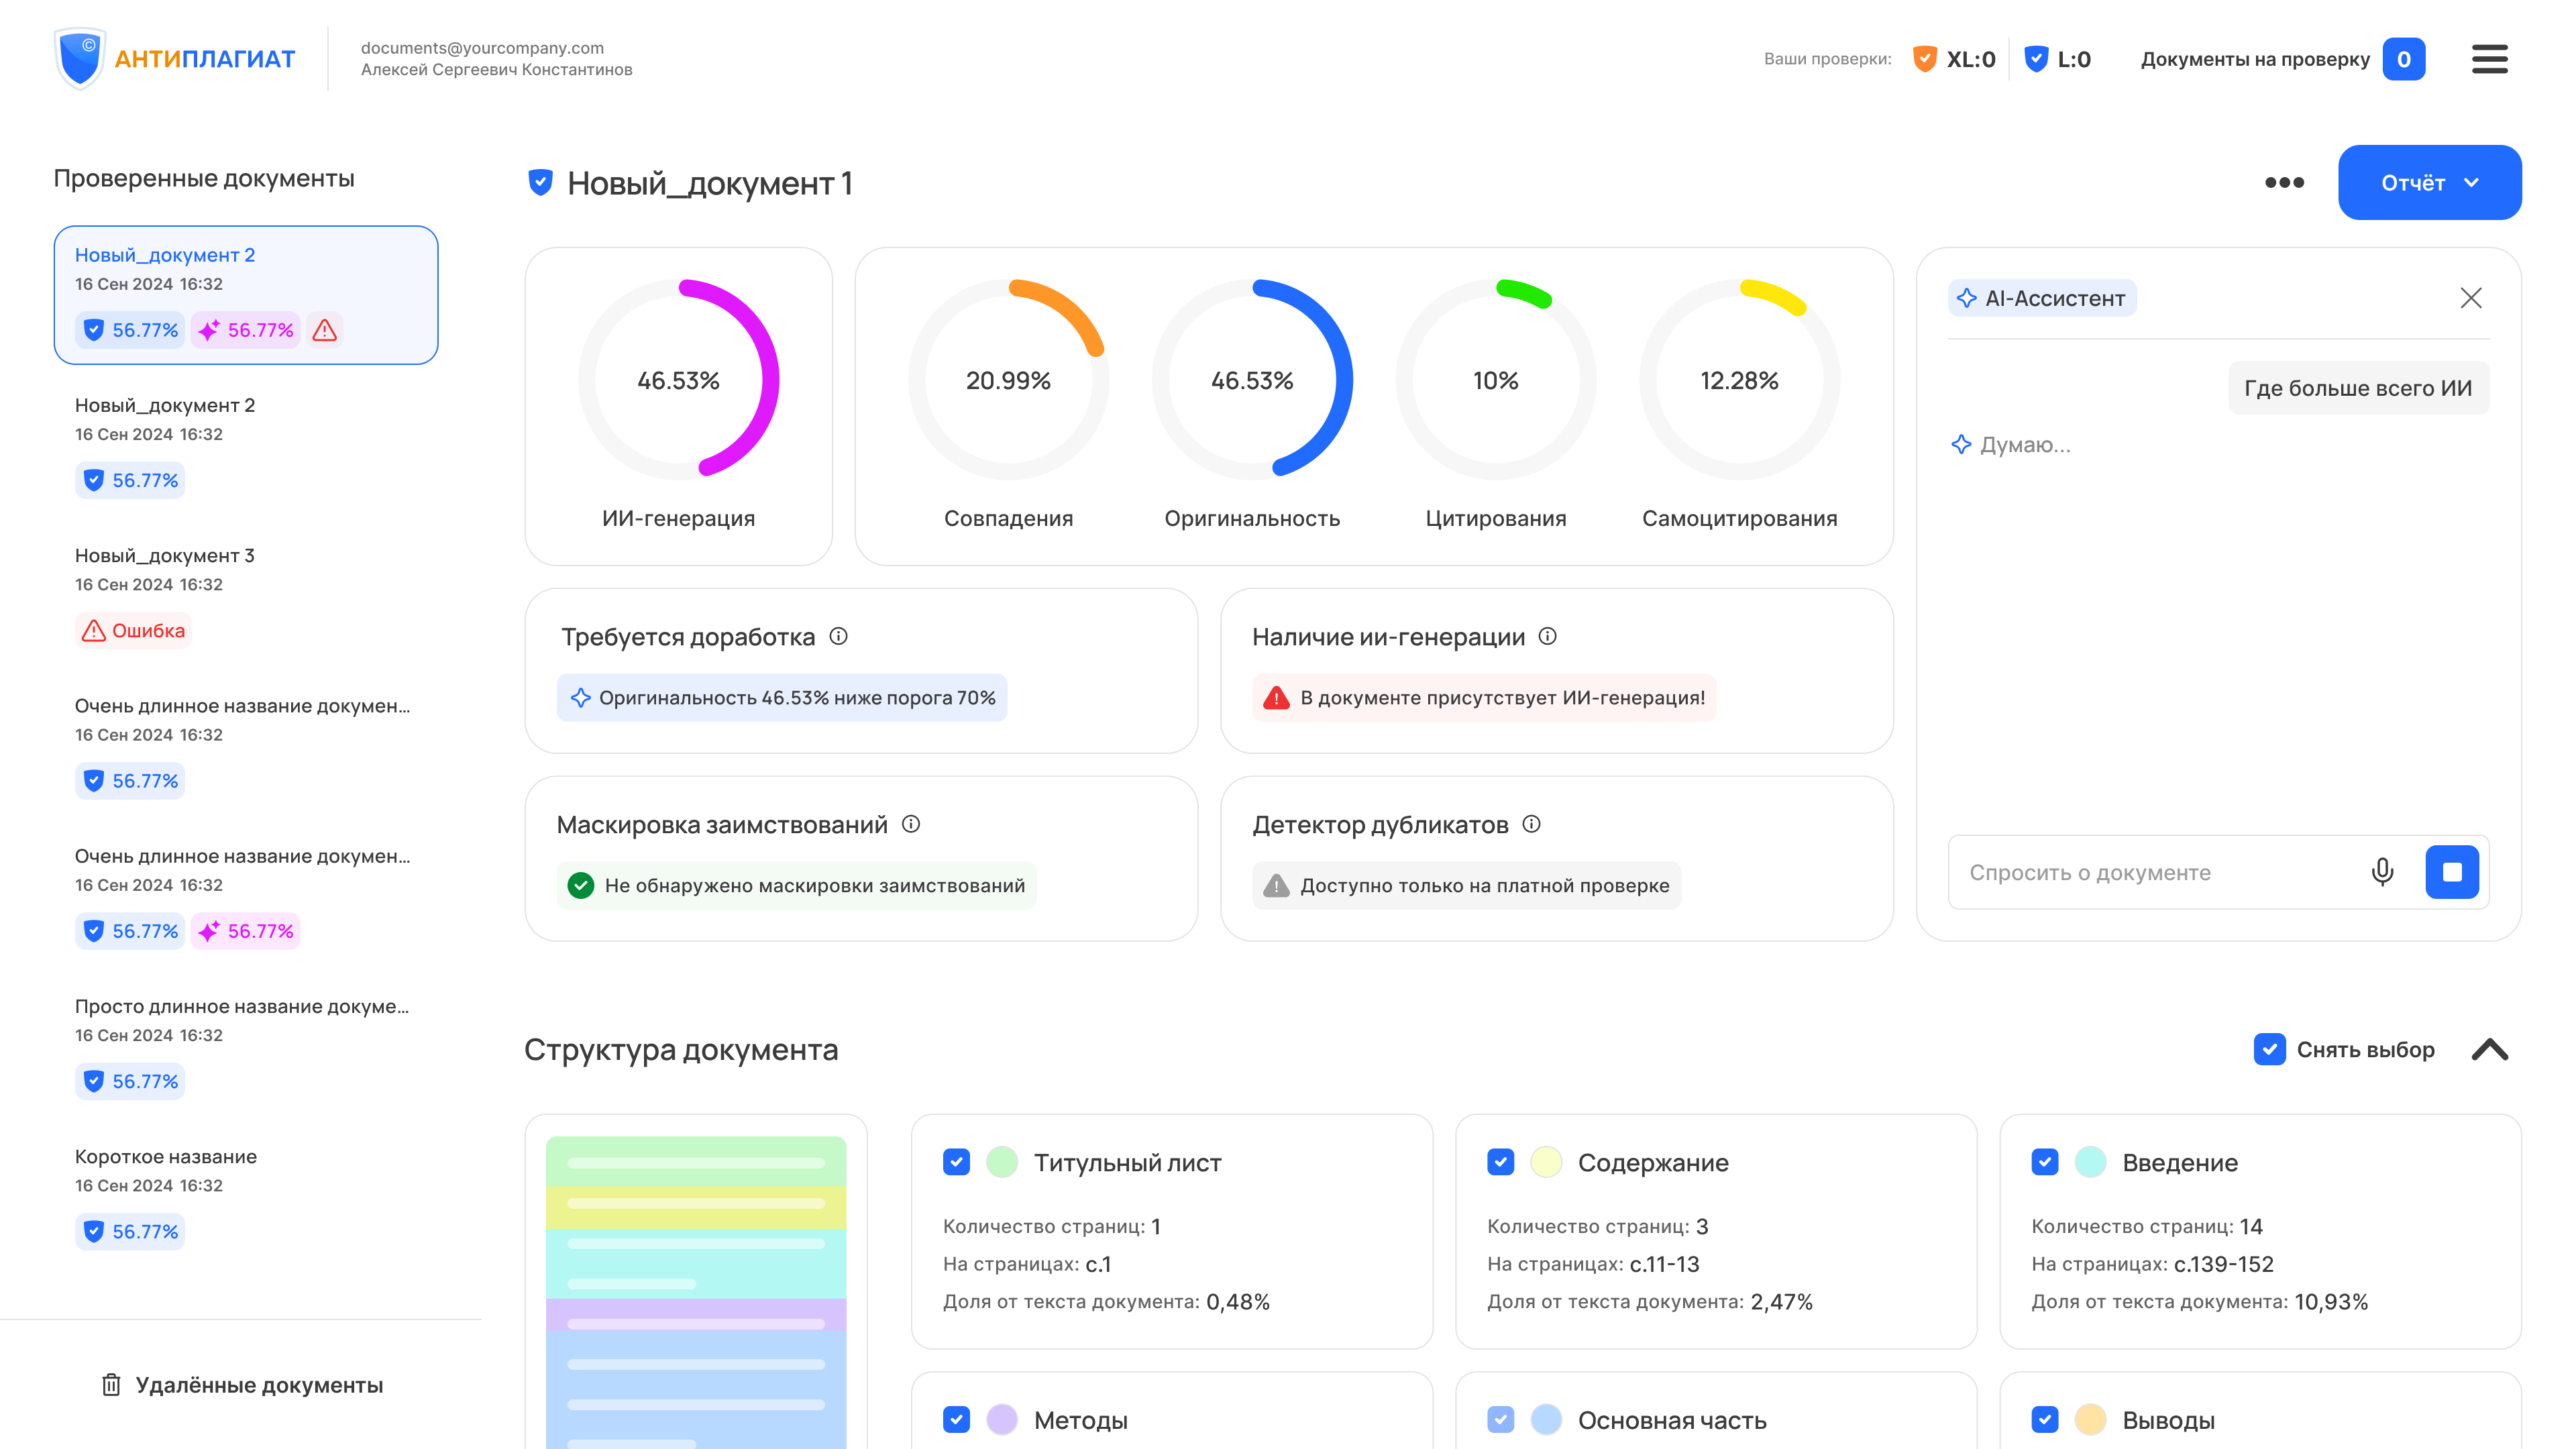 АНТИПЛАГИАТ
documents@yourcompany.com
Алексей Сергеевич Константинов
Ваши проверки:
XL:0
L:0
Документы на проверку
0
Проверенные документы
Новый_документ 2
16 Сен 2024 16:32
56.77%
56.77%
Новый_документ 2
16 Сен 2024 16:32
56.77%
Новый_документ 3
16 Сен 2024 16:32
Ошибка
Очень длинное название докумен...
16 Сен 2024 16:32
56.77%
Очень длинное название докумен...
16 Сен 2024 16:32
56.77%
56.77%
Просто длинное название докуме...
16 Сен 2024 16:32
56.77%
Короткое название
16 Сен 2024 16:32
56.77%
Удалённые документы
Новый_документ 1
Отчёт
46.53%
ИИ-генерация
20.99%
Совпадения
46.53%
Оригинальность
10%
Цитирования
12.28%
Самоцитирования
Требуется доработка
Оригинальность 46.53% ниже порога 70%
Наличие ии-генерации
В документе присутствует ИИ-генерация!
Маскировка заимствований
Не обнаружено маскировки заимствований
Детектор дубликатов
Доступно только на платной проверке
AI-Ассистент
Где больше всего ИИ
Думаю...
Спросить о документе
Структура документа
Снять выбор
Титульный лист
Количество страниц: 1
На страницах: с.1
Доля от текста документа: 0,48%
Содержание
Количество страниц: 3
На страницах: с.11-13
Доля от текста документа: 2,47%
Введение
Количество страниц: 14
На страницах: с.139-152
Доля от текста документа: 10,93%
Методы
Основная часть
Выводы